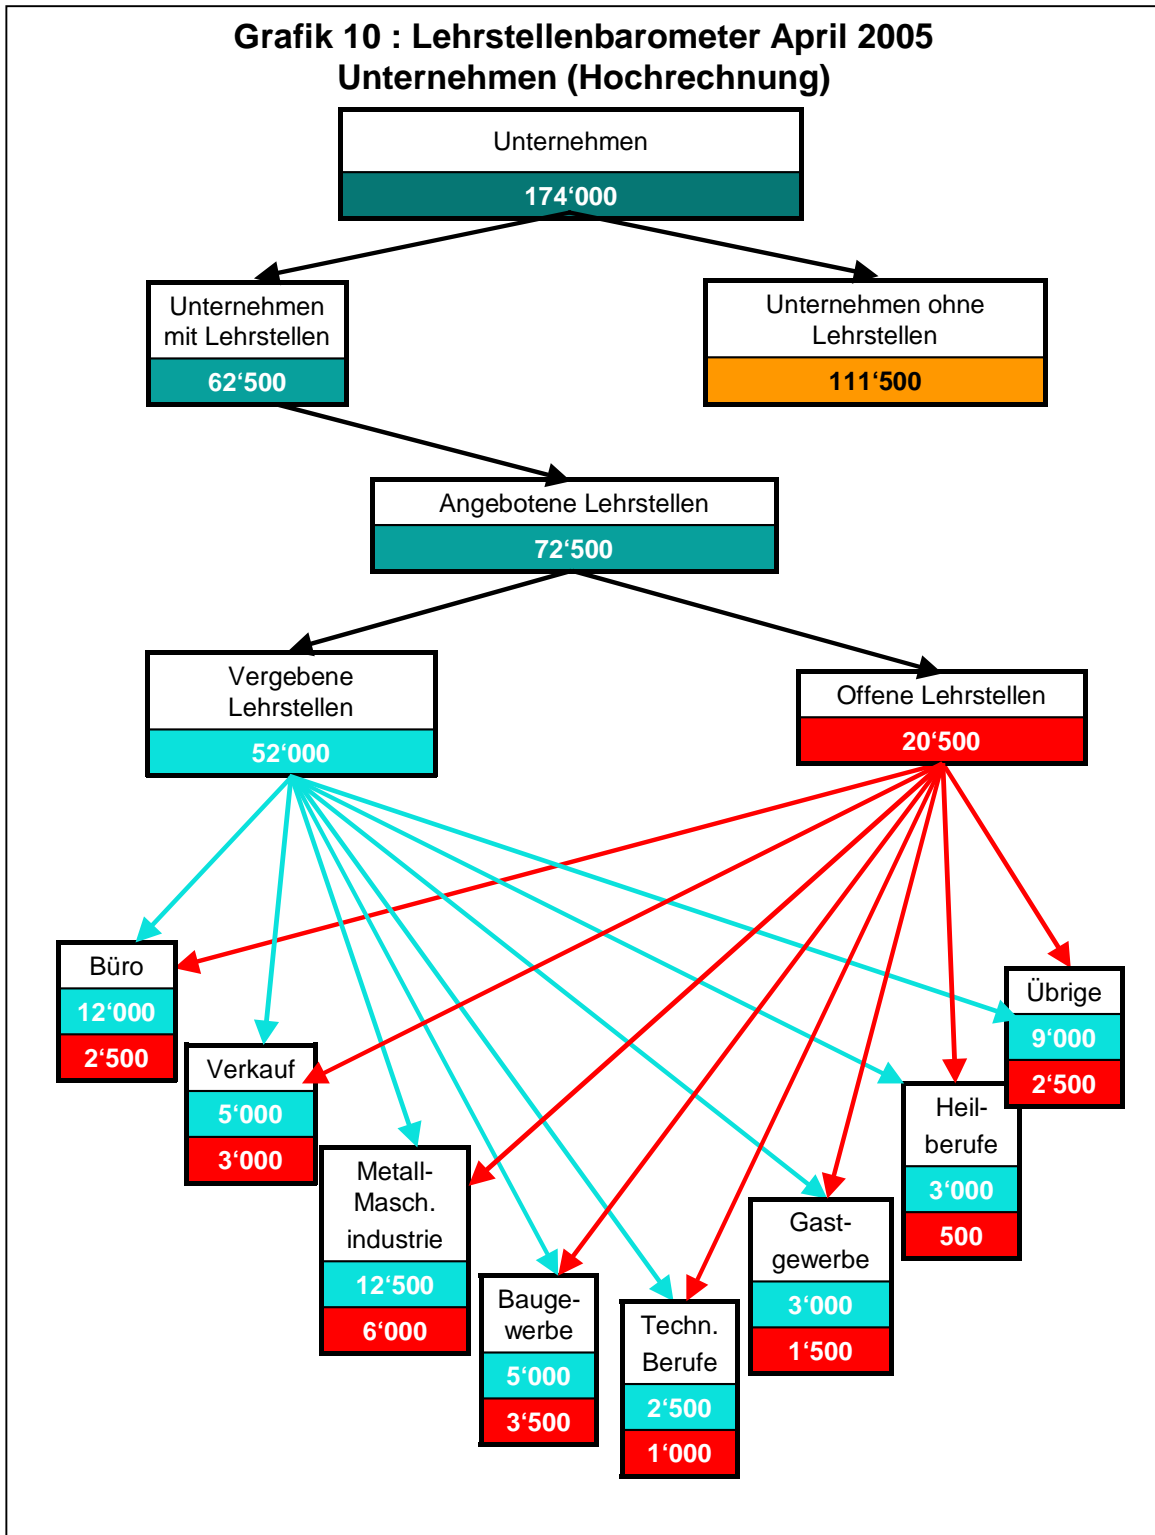 Grafik 10 : Lehrstellenbarometer April 2005
Unternehmen (Hochrechnung)
Unternehmen
174‘000
Unternehmen
mit Lehrstellen
62‘500
Unternehmen ohne
Lehrstellen
111‘500
Angebotene Lehrstellen
72‘500
Vergebene
Lehrstellen
52‘000
Offene Lehrstellen
20‘500
Büro
12‘000
2‘500
Verkauf
5‘000
3‘000
Metall-
Masch.
industrie
12‘500
6‘000
Bauge-
werbe
5‘000
3‘500
Techn.
Berufe
2‘500
1‘000
Gast-
gewerbe
3‘000
1‘500
Heil-
berufe
3‘000
500
Übrige
9‘000
2‘500